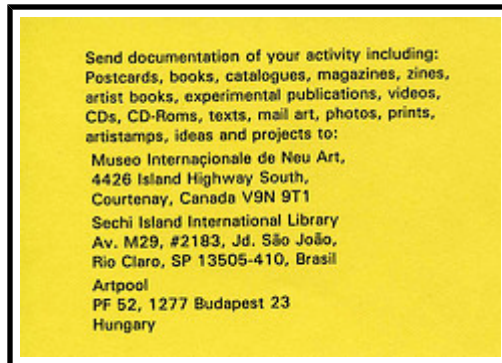 Send documentation of your activity including:
Postcards, books, catalogues, magazines, zines,
artist books, experimental publications, videos,
CDs, CD-Roms, texts, mail art, photos, prints,
artistamps, ideas and projects to:
Museo Internaçionale de Neu Art,
4426 Island Highway South,
Courtenay, Canada V9N 9T1
Sechi Island International Library
Av. M29, #2183, Jd. São João,
Rio Claro, SP 13505-410, Brasil
Artpool
PF 52, 1277 Budapest 23
Hungary